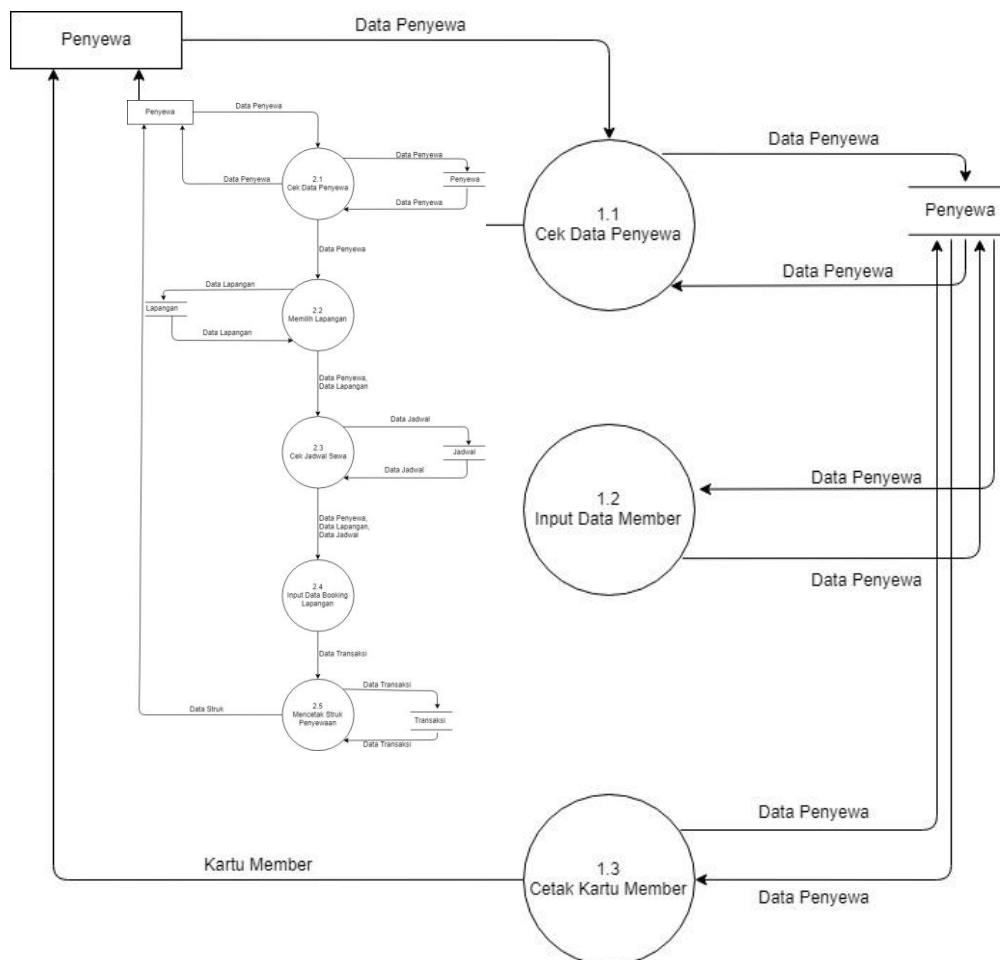 Penyewa
Data Penyewa
Penyewa
Data Penyewa
Data Penyewa
Data Penyewa
2.1
Cek Data Penyewa
Penyewa
Data Penyewa
Data Penyewa
Data Penyewa
1.1
Cek Data Penyewa
Penyewa
Data Penyewa
Data Penyewa
Data Lapangan
Lapangan
2.2
Memilih Lapangan
Data Lapangan
Data Penyewa,
Data Lapangan
Data Jadwal
2.3
Cek Jadwal Sewa
Jadwal
Data Jadwal
Data Penyewa
1.2
Input Data Member
Data Penyewa
Data Penyewa,
Data Lapangan,
Data Jadwal
2.4
Input Data Booking
Lapangan
Data Transaksi
Data Transaksi
2.5
Mencetak Struk
Penyewaan
Data Struk
Transaksi
Data Transaksi
Data Penyewa
Kartu Member
1.3
Cetak Kartu Member
Data Penyewa